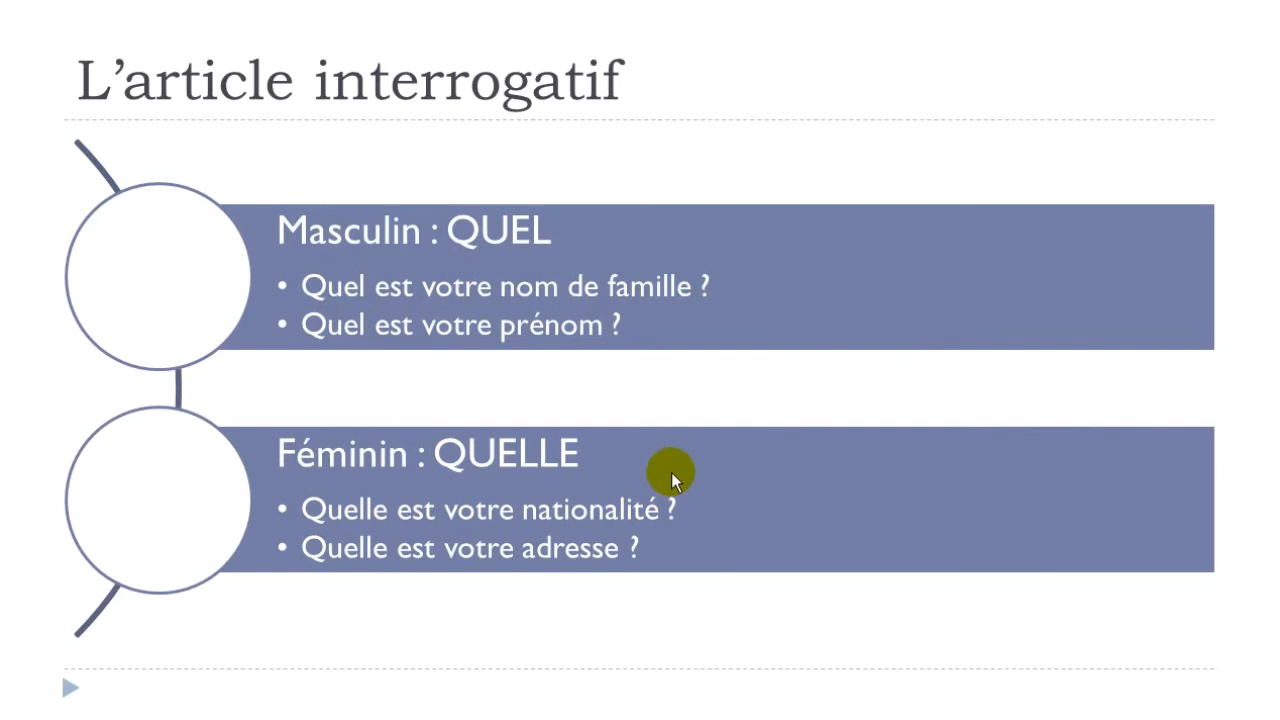 L’article interrogatif
Masculin : QUEL
• Quel est votre nom de famille ?
• Quel est votre prénom ?
Féminin : QUELLE
• Quelle est votre nationalité ?
• Quelle est votre adresse ?